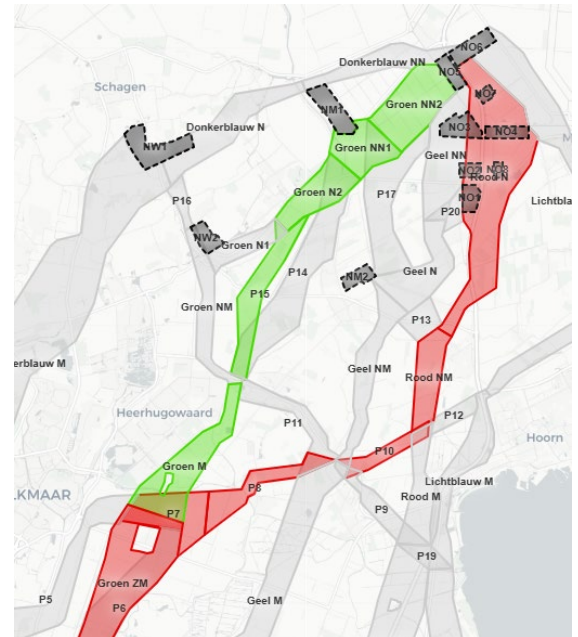 NO6
Donkerblauw NN
NO5
Schagen
Groen NN2
NO7
NM1
Donkerblauw N
NO3
NO4
NW1
Groen NN1
Geel NN
M
NO2
NO8
Rood N
Groen N2
P17
P16
NO1
Lichtblau
P20
NW2
Groen N1
P14
Geel N
NM2
P15
Groen NM
P13
erblauw M
Geel NM
Rood NM
Heerhugowaard
P12
P11
Hoorn
P10
Groen M
Lichtblauw M
P8
LKMAAR
Rood M
P7
P9
P19
Groen ZM
P5
P6
Geel M